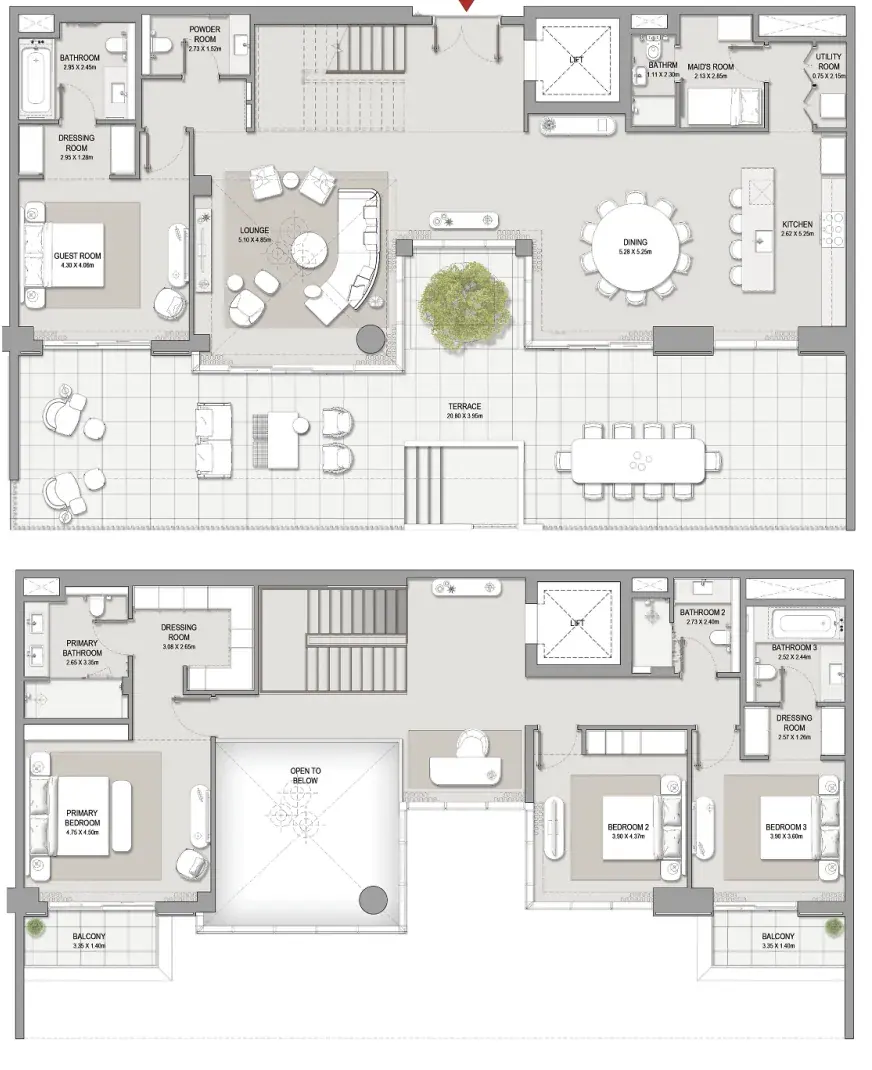 POWDER
ROOM
2.73 X 1.52m
BATHROOM
2.95 X 2.45m
LIFT
BATHRM
1.11 X 2.30m
MAID'S ROOM
2.13 X 2.85m
UTILITY
ROOM
0.75 X 2.15m
DRESSING
ROOM
2.95 X 1.28m
LOUNGE
5.10 X 4.85m
KITCHEN
2.62 X 5.25m
DINING
5.28 X 5.25m
GUEST ROOM
4.30 X 4.06m
TERRACE
20.80 X 3.95m
PRIMARY
BATHROOM
2.65 X 3.35m
DRESSING
ROOM
3.08 X 2.65m
LIFT
BATHROOM 2
2.73 X 2.40m
BATHROOM 3
2.52 X 2.44m
DRESSING
ROOM
2.57 X 1.26m
OPEN TO
BELOW
PRIMARY
BEDROOM
4.75 X 4.50m
BEDROOM 2
3.90 X 4.37m
BEDROOM 3
3.90 X 3.60m
BALCONY
3.35 X 1.40m
BALCONY
3.35 X 1.40m